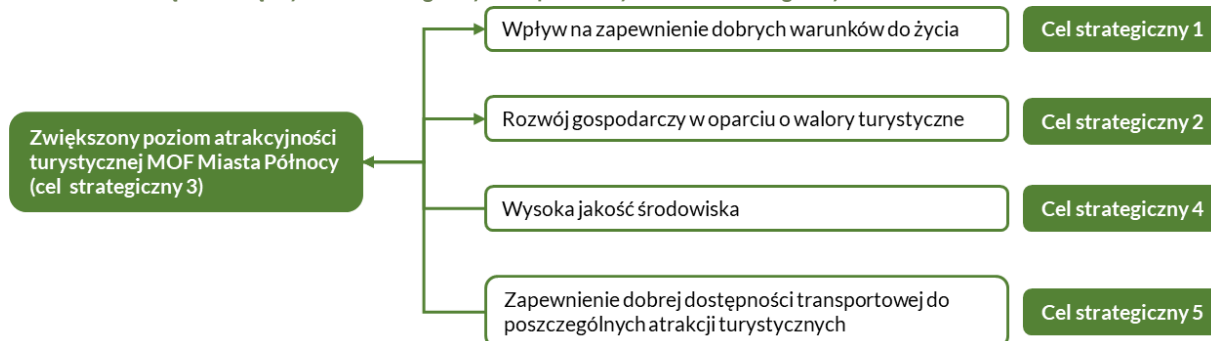 Wpływ na zapewnienie dobrych warunków do życia
Cel strategiczny 1
Rozwój gospodarczy w oparciu o walory turystyczne
Cel strategiczny 2
Zwiększony poziom atrakcyjności
turystycznej MOF Miasta Północy
(cel strategiczny 3)
Wysoka jakość środowiska
Cel strategiczny 4
Zapewnienie dobrej dostępności transportowej do
poszczególnych atrakcji turystycznych
Cel strategiczny 5